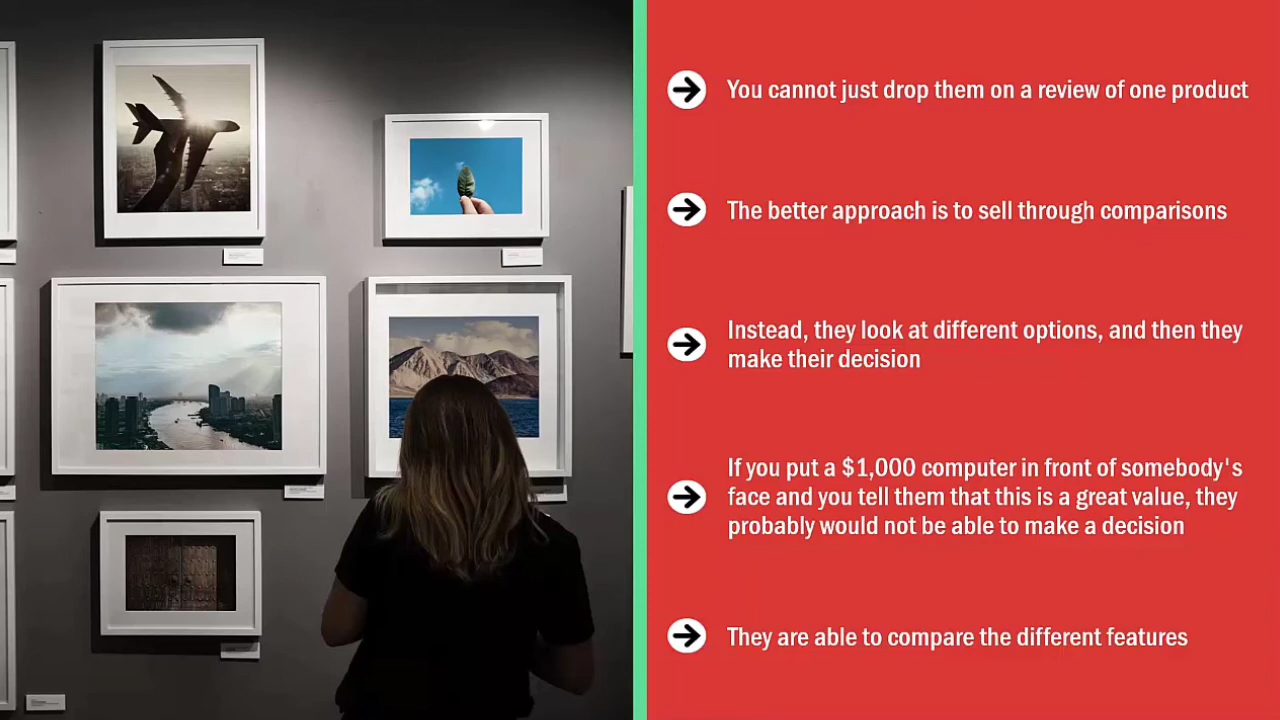 You cannot just drop them on a review of one product
The better approach is to sell through comparisons
Instead, they look at different options, and then they
make their decision
If you put a $1,000 computer in front of somebody's
face and you tell them that this is a great value, they
probably would not be able to make a decision
They are able to compare the different features